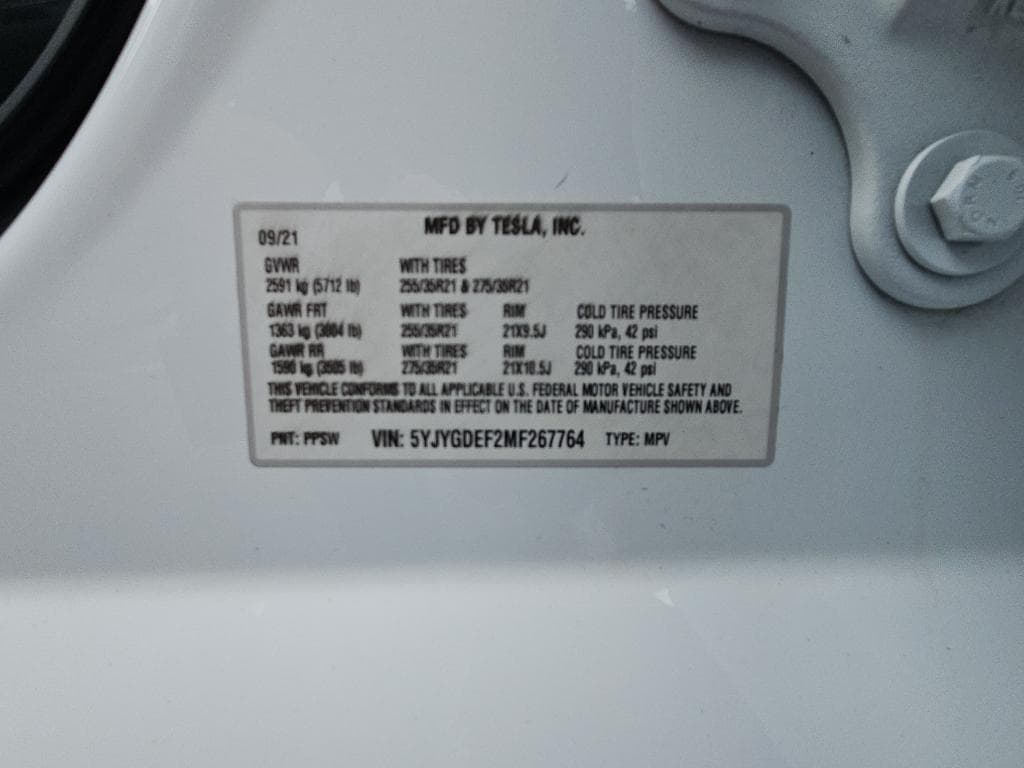 MFD BY TESLA, INC.
09/21
GVWR WITH TIRES
2591 kg (5712 lb) 255/35R21 & 275/35R21
GAWR FRT WITH TIRES RIM COLD TIRE PRESSURE
1363 kg (3004 lb) 255/35R21 21X9.5J 290 kPa, 42 psi
GAWR RR WITH TIRES RIM COLD TIRE PRESSURE
1590 kg (3505 lb) 275/35R21 21X10.5J 290 kPa, 42 psi
THIS VEHICLE CONFORMS TO ALL APPLICABLE U.S. FEDERAL MOTOR VEHICLE SAFETY AND
THEFT PREVENTION STANDARDS IN EFFECT ON THE DATE OF MANUFACTURE SHOWN ABOVE.
PNT: PPSW VIN: 5YJYGDEF2MF267764 TYPE: MPV